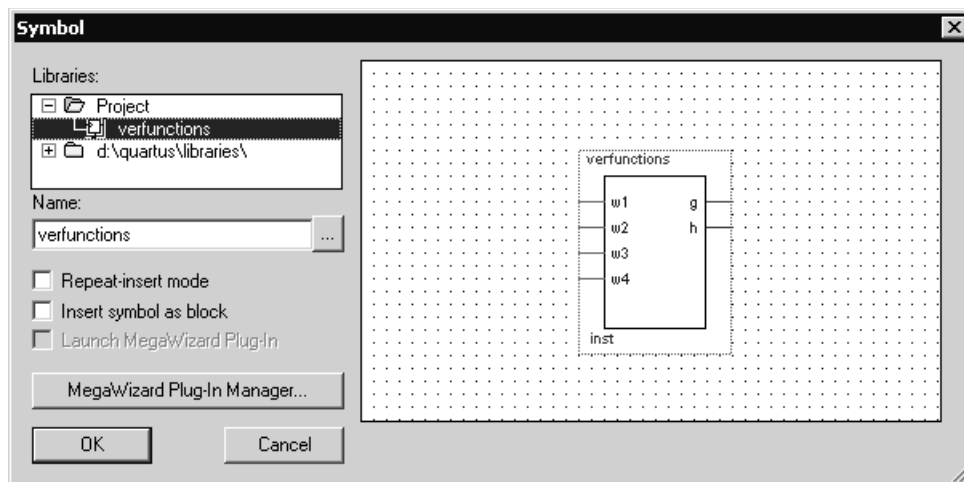 Symbol
Libraries:
Project
verfunctions
d:\quartus\libraries\
Name:
verfunctions
...
Repeat-insert mode
Insert symbol as block
Launch MegaWizard Plug-In
MegaWizard Plug-In Manager...
OK
Cancel
verfunctions
w1 g
w2 h
w3
w4
inst